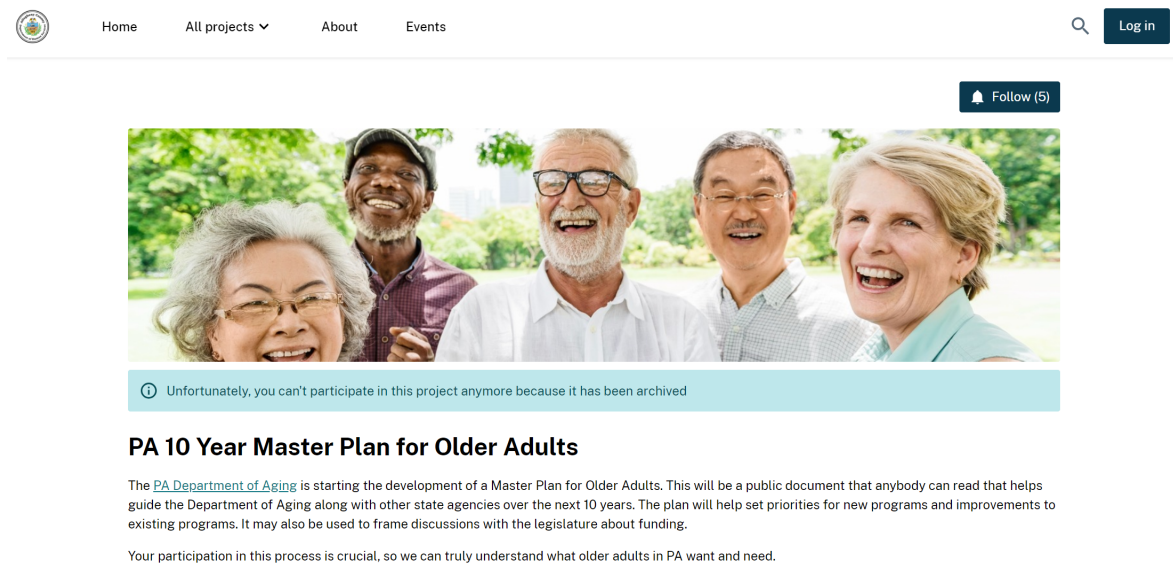 Home All projects About Events Log in
Follow (5)
Unfortunately, you can't participate in this project anymore because it has been archived
PA 10 Year Master Plan for Older Adults
The PA Department of Aging is starting the development of a Master Plan for Older Adults. This will be a public document that anybody can read that helps
guide the Department of Aging along with other state agencies over the next 10 years. The plan will help set priorities for new programs and improvements to
existing programs. It may also be used to frame discussions with the legislature about funding.
Your participation in this process is crucial, so we can truly understand what older adults in PA want and need.